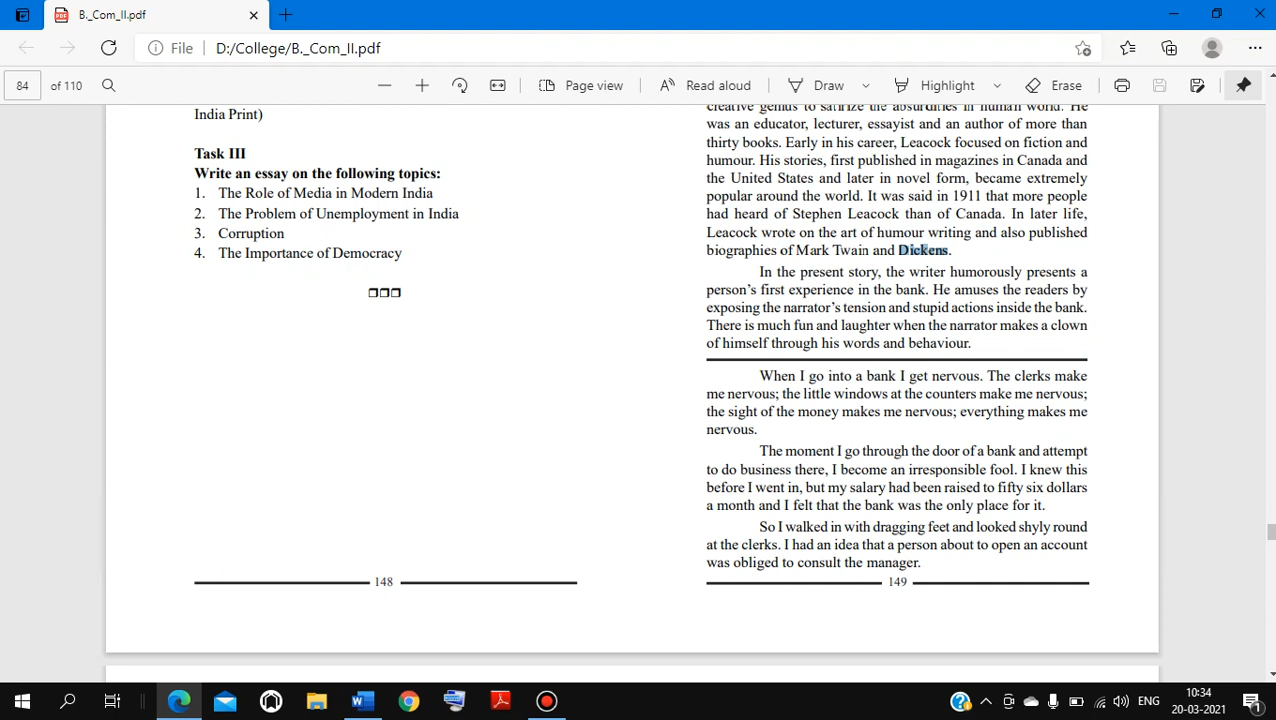 B._Com_II.pdf
File D:/College/B._Com_II.pdf
84 of 110 Page view Read aloud Draw Highlight Erase
India Print)
Task III
Write an essay on the following topics:
1. The Role of Media in Modern India
2. The Problem of Unemployment in India
3. Corruption
4. The Importance of Democracy
148
creative genius to satirize the absurdities in human world. He
was an educator, lecturer, essayist and an author of more than
thirty books. Early in his career, Leacock focused on fiction and
humour. His stories, first published in magazines in Canada and
the United States and later in novel form, became extremely
popular around the world. It was said in 1911 that more people
had heard of Stephen Leacock than of Canada. In later life,
Leacock wrote on the art of humour writing and also published
biographies of Mark Twain and Dickens.
In the present story, the writer humorously presents a
person's first experience in the bank. He amuses the readers by
exposing the narrator's tension and stupid actions inside the bank.
There is much fun and laughter when the narrator makes a clown
of himself through his words and behaviour.
When I go into a bank I get nervous. The clerks make
me nervous; the little windows at the counters make me nervous;
the sight of the money makes me nervous; everything makes me
nervous.
The moment I go through the door of a bank and attempt
to do business there, I become an irresponsible fool. I knew this
before I went in, but my salary had been raised to fifty six dollars
a month and I felt that the bank was the only place for it.
So I walked in with dragging feet and looked shyly round
at the clerks. I had an idea that a person about to open an account
was obliged to consult the manager.
149
ENG
10:34
20-03-2021